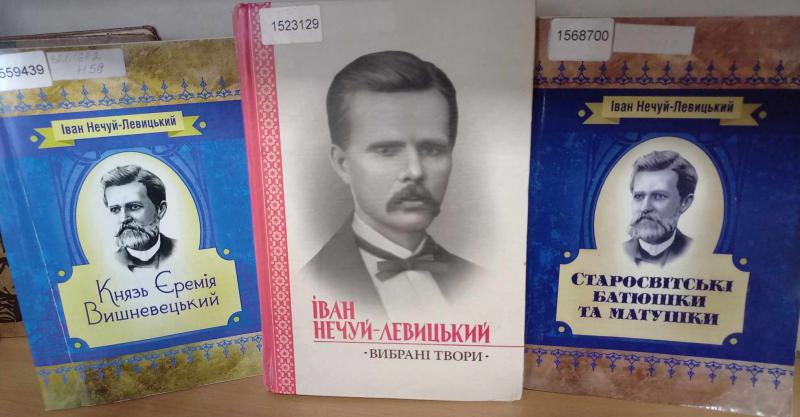 559439
Н58
Іван Нечуй-Левицький
Князь Єремія
Вишневецький
1523129
ІВАН
НЕЧУЙ-ЛЕВИЦЬКИЙ
·ВИБРАНІ ТВОРИ·
1568700
Іван Нечуй-Левицький
СТАРОСВІТСЬКІ
БАТЮШКИ
ТА МАТУШКИ